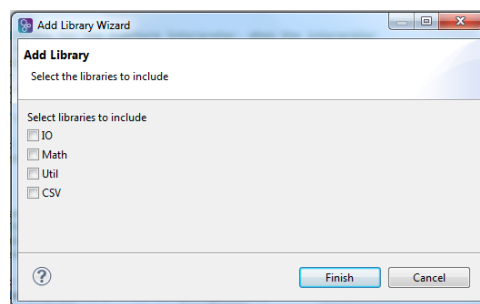 Add Library Wizard
Add Library
Select the libraries to include
Select libraries to include
IO
Math
Util
CSV
?
Finish
Cancel